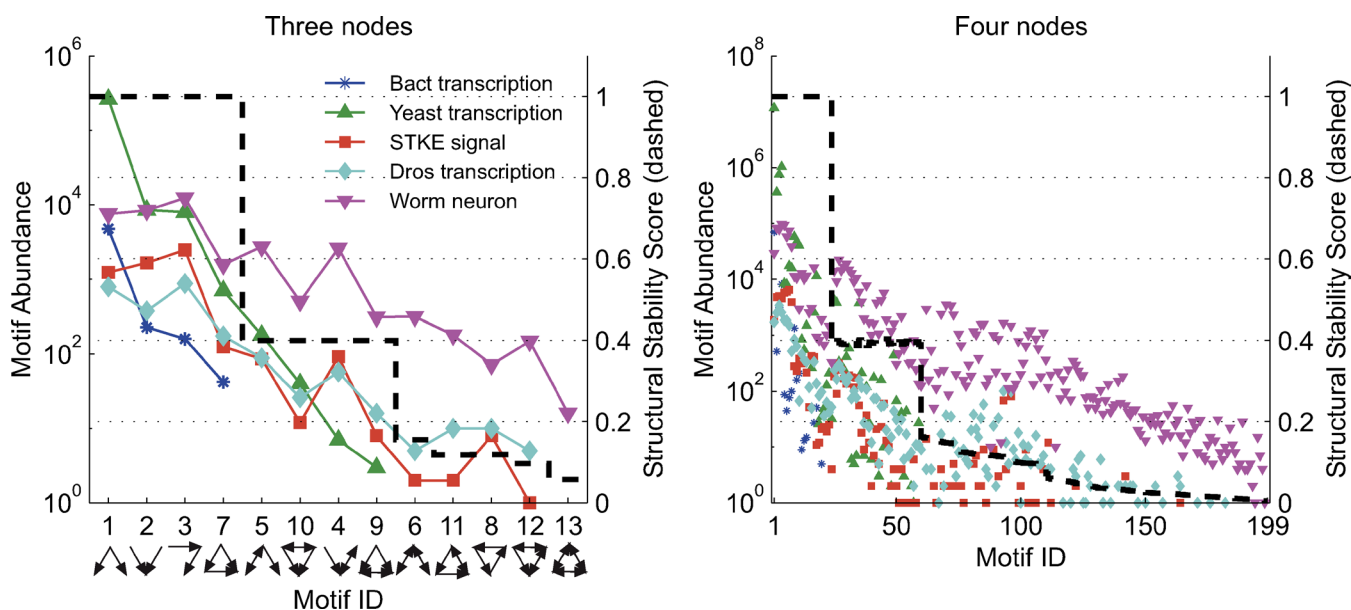 Three nodes
10^6
10^4
10^2
10^0
Motif Abundance
Bact transcription
Yeast transcription
STKE signal
Dros transcription
Worm neuron
1
0.8
0.6
0.4
0.2
0
Structural Stability Score (dashed)
1 2 3 7 5 10 4 9 6 11 8 12 13
Motif ID
Four nodes
10^8
10^6
10^4
10^2
10^0
Motif Abundance
1
0.8
0.6
0.4
0.2
0
Structural Stability Score (dashed)
1 50 100 150 199
Motif ID